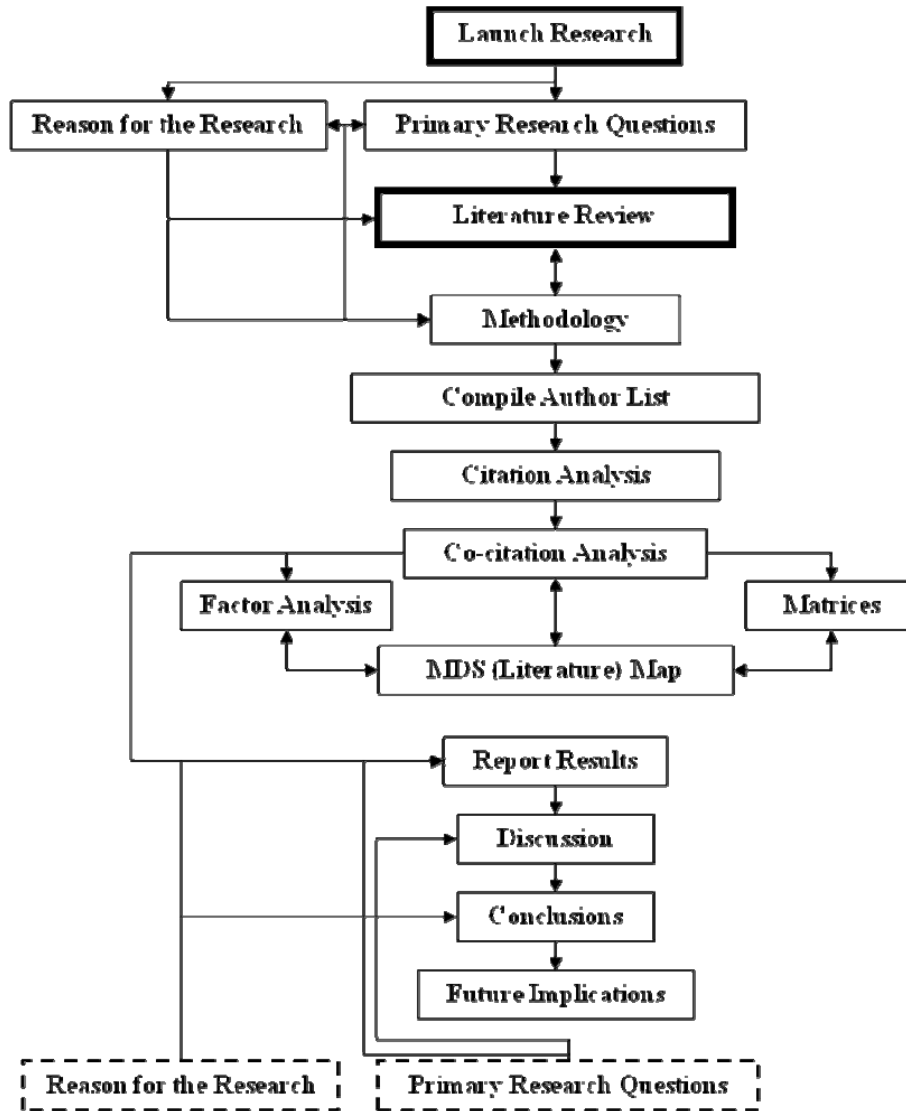 Launch Research
Reason for the Research
Primary Research Questions
Literature Review
Methodology
Compile Author List
Citation Analysis
Co-citation Analysis
Factor Analysis
Matrices
MDS (Literature) Map
Report Results
Discussion
Conclusions
Future Implications
Reason for the Research
Primary Research Questions